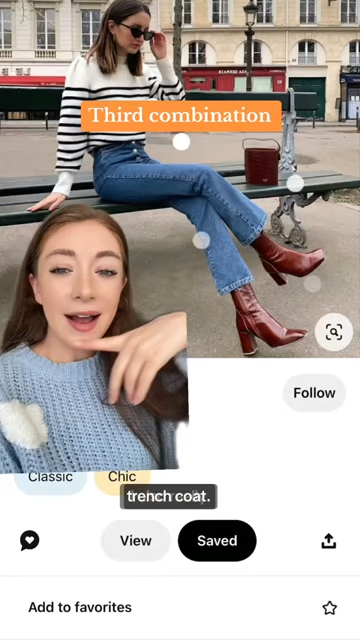 Third combination
Follow
Classic
Chic
trench coat.
View
Saved
Add to favorites